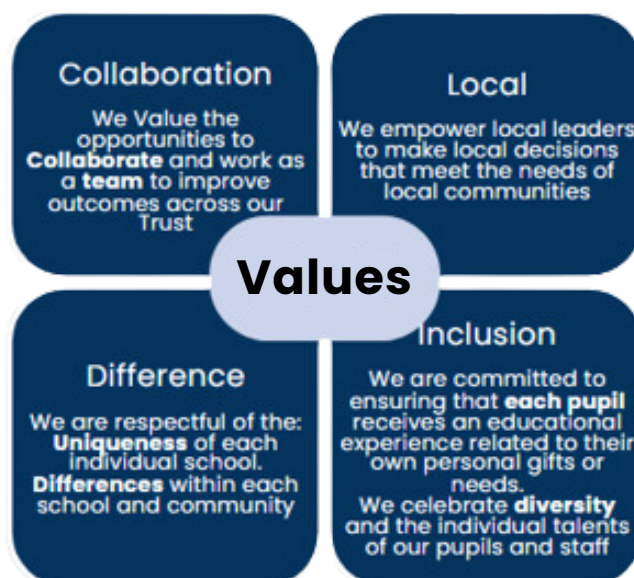 Collaboration
We Value the
opportunities to
Collaborate and work as
a team to improve
outcomes across our
Trust
Local
We empower local leaders
to make local decisions
that meet the needs of
local communities
Values
Difference
We are respectful of the:
Uniqueness of each
individual school.
Differences within each
school and community
Inclusion
We are committed to
ensuring that each pupil
receives an educational
experience related to their
own personal gifts or
needs.
We celebrate diversity
and the individual talents
of our pupils and staff